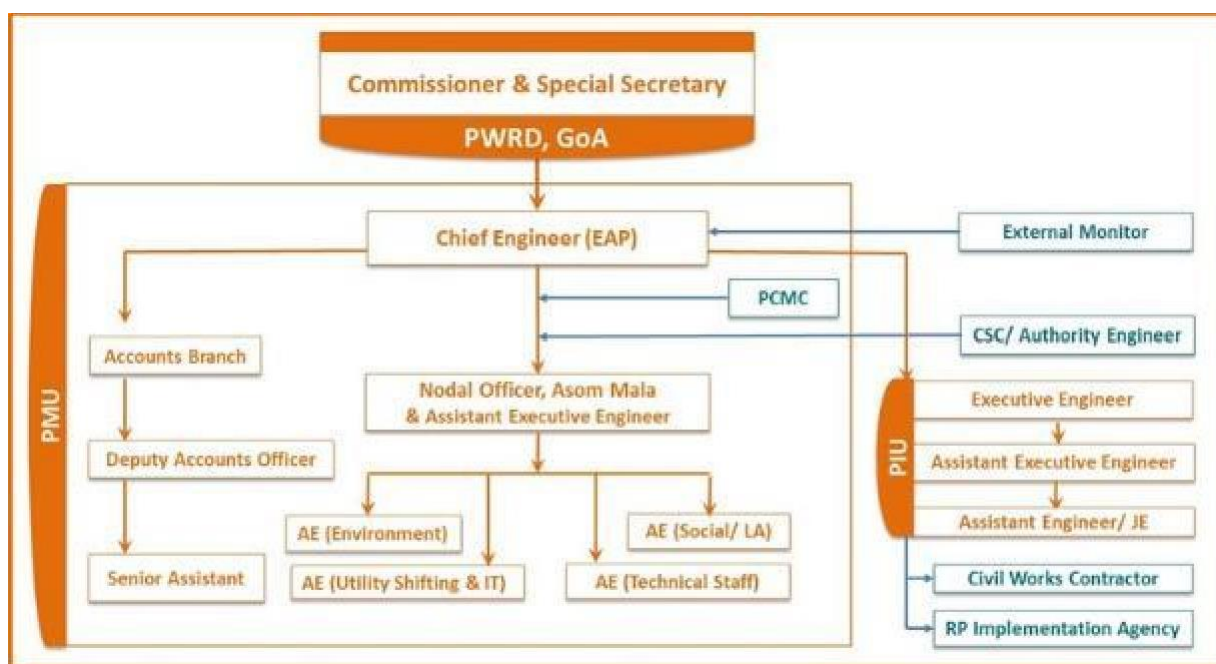 Commissioner & Special Secretary
PWRD, GoA
PMU
Chief Engineer (EAP)
External Monitor
PCMC
CSC/ Authority Engineer
Accounts Branch
Nodal Officer, Asom Mala
& Assistant Executive Engineer
Deputy Accounts Officer
Senior Assistant
AE (Environment)
AE (Social/ LA)
AE (Utility Shifting & IT)
AE (Technical Staff)
PIU
Executive Engineer
Assistant Executive Engineer
Assistant Engineer/ JE
Civil Works Contractor
RP Implementation Agency